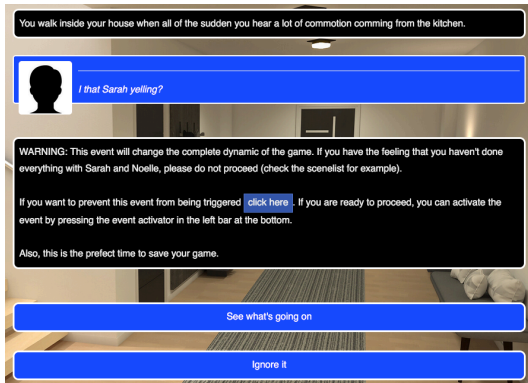 You walk inside your house when all of the sudden you hear a lot of commotion comming from the kitchen.
I that Sarah yelling?
WARNING: This event will change the complete dynamic of the game. If you have the feeling that you haven't done
everything with Sarah and Noelle, please do not proceed (check the scenelist for example).
If you want to prevent this event from being triggered click here . If you are ready to proceed, you can activate the
event by pressing the event activator in the left bar at the bottom.
Also, this is the prefect time to save your game.
See what's going on
Ignore it